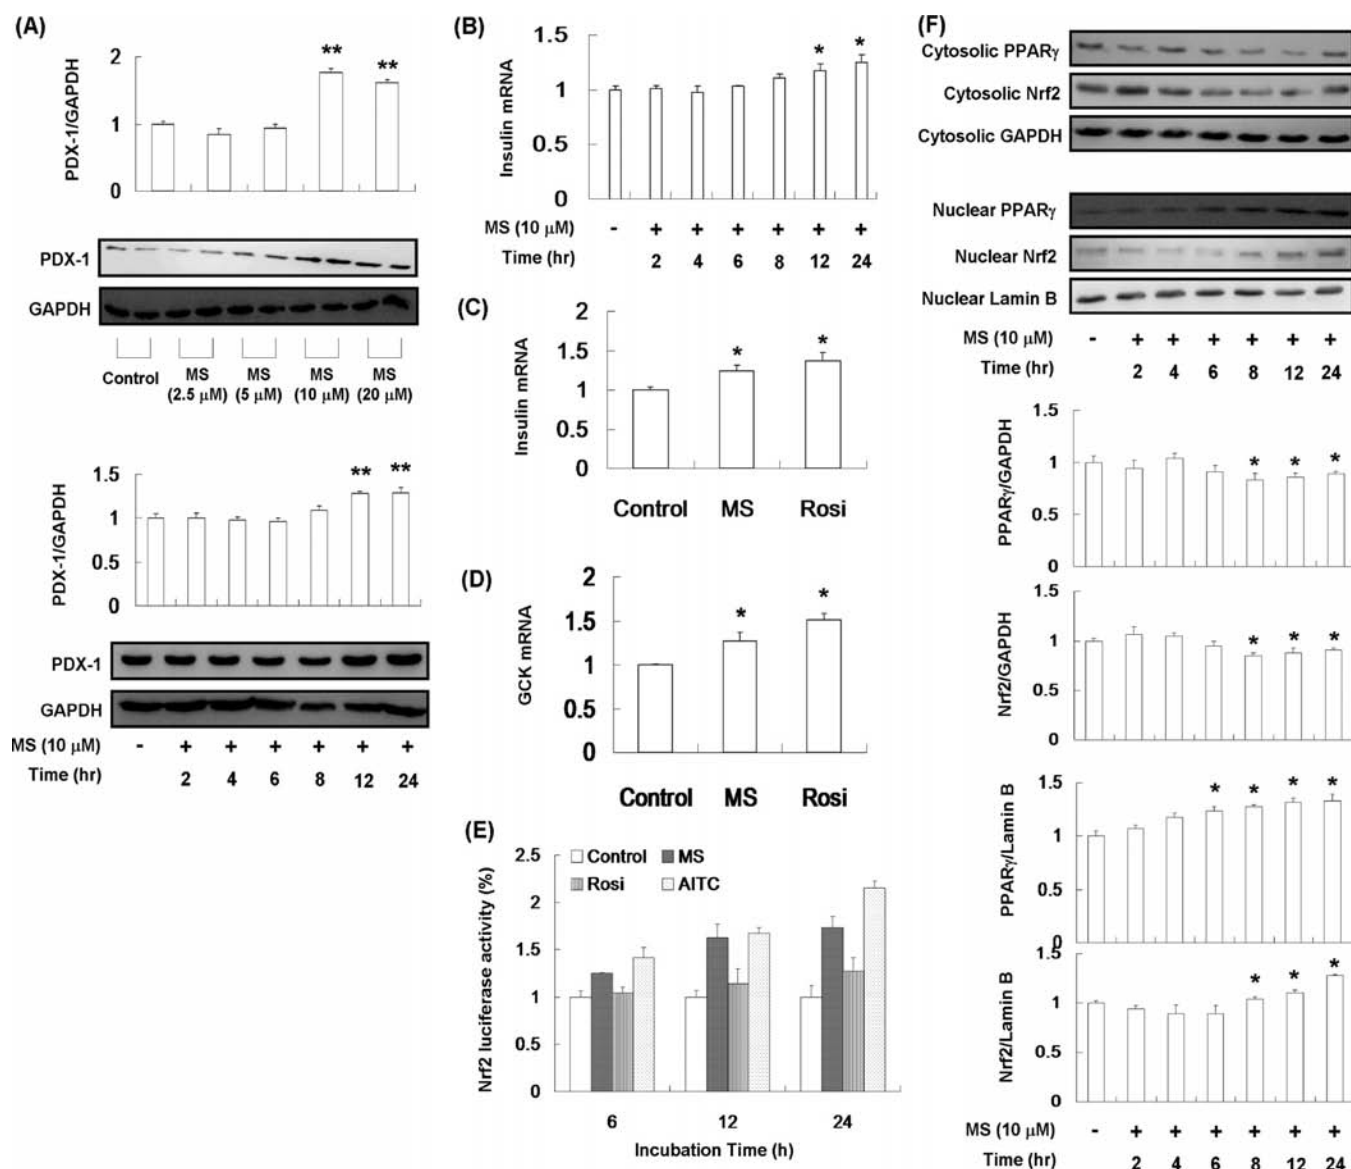 (A)
** **
2
1
0
PDX-1/GAPDH
PDX-1
GAPDH
Control MS MS MS MS
(2.5 μM) (5 μM) (10 μM) (20 μM)
** **
1.5
1
0.5
0
PDX-1/GAPDH
PDX-1
GAPDH
MS (10 μM) - + + + + + +
Time (hr) 2 4 6 8 12 24
(B)
* *
1.5
1
0.5
0
Insulin mRNA
MS (10 μM) - + + + + + +
Time (hr) 2 4 6 8 12 24
(C)
* *
2
1.5
1
0.5
0
Insulin mRNA
Control MS Rosi
(D)
* *
2
1.5
1
0.5
0
GCK mRNA
Control MS Rosi
(E)
2.5
2
1.5
1
0.5
0
Nrf2 luciferase activity (%)
Control MS
Rosi AITC
6 12 24
Incubation Time (h)
(F)
Cytosolic PPARγ
Cytosolic Nrf2
Cytosolic GAPDH
Nuclear PPARγ
Nuclear Nrf2
Nuclear Lamin B
MS (10 μM) - + + + + + +
Time (hr) 2 4 6 8 12 24
* * *
1.5
1
0.5
0
PPARγ/GAPDH
* * *
1.5
1
0.5
0
Nrf2/GAPDH
* * * *
1.5
1
0.5
0
PPARγ/Lamin B
* * *
1.5
1
0.5
0
Nrf2/Lamin B
MS (10 μM) - + + + + + +
Time (hr) 2 4 6 8 12 24